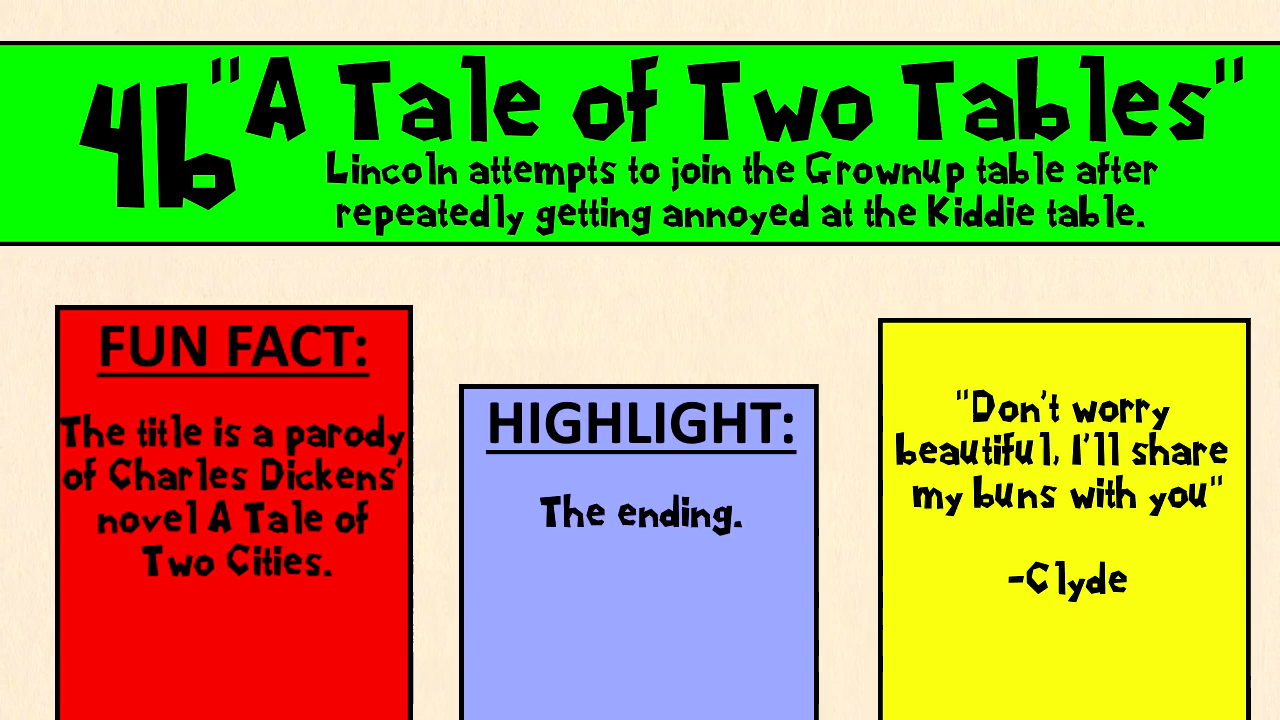 4b "A Tale of Two Tables"
Lincoln attempts to join the Grownup table after
repeatedly getting annoyed at the Kiddie table.
FUN FACT:
The title is a parody
of Charles Dickens'
novel A Tale of
Two Cities.
HIGHLIGHT:
The ending.
"Don't worry
beautiful, I'll share
my buns with you"
-Clyde